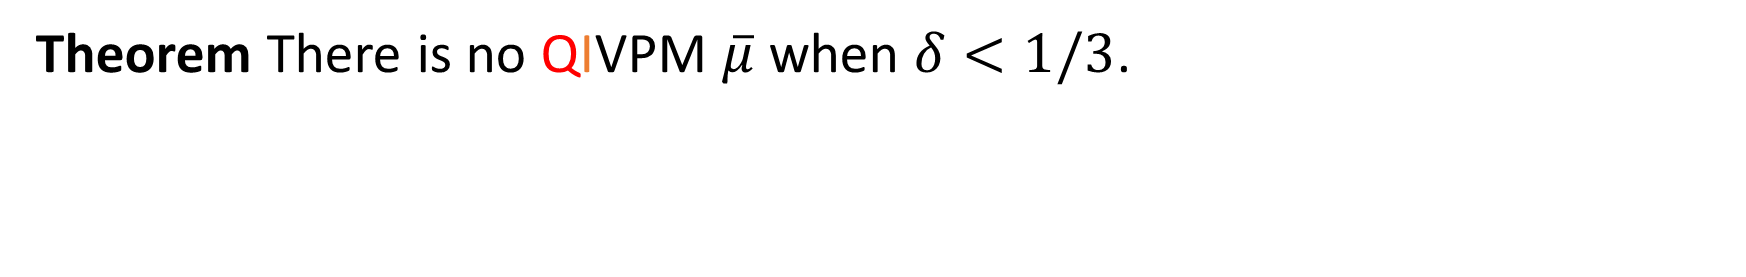 Theorem There is no QIVPM μ̄ when δ < 1/3.